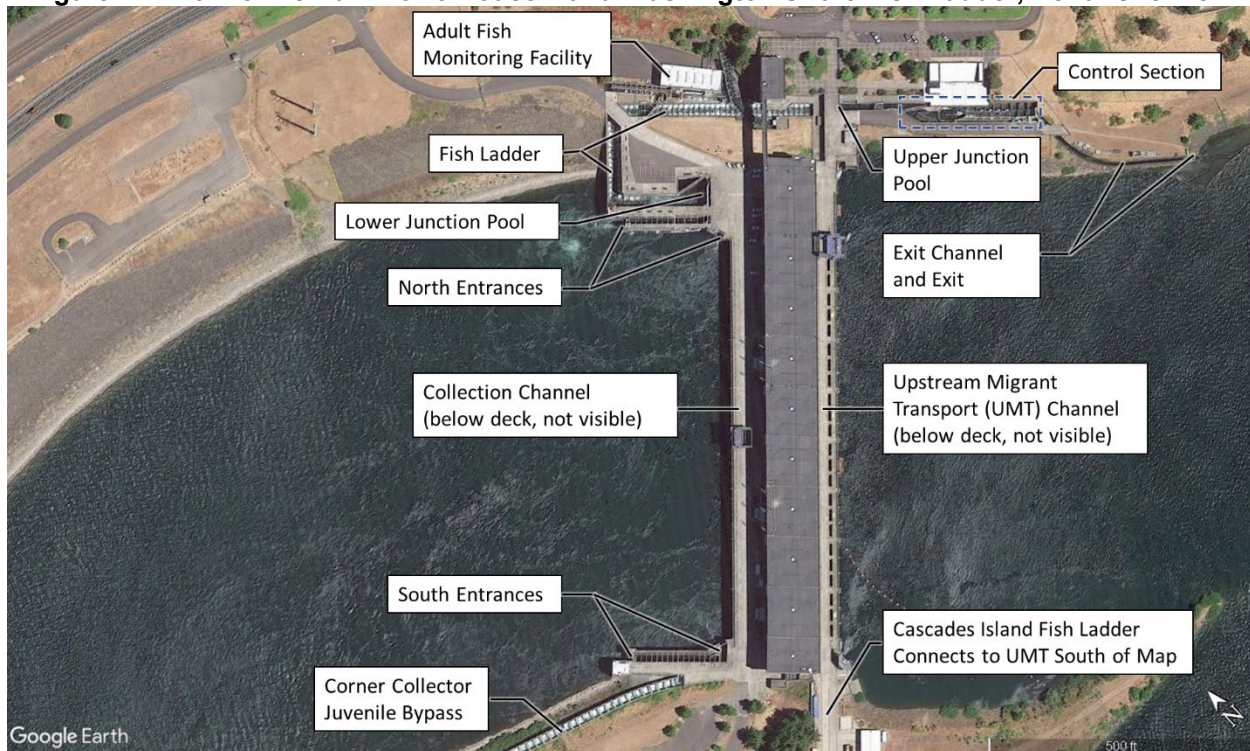 Adult Fish
Monitoring Facility
Control Section
Fish Ladder
Upper Junction
Pool
Lower Junction Pool
North Entrances
Exit Channel
and Exit
Collection Channel
(below deck, not visible)
Upstream Migrant
Transport (UMT) Channel
(below deck, not visible)
South Entrances
Cascades Island Fish Ladder
Connects to UMT South of Map
Corner Collector
Juvenile Bypass
Google Earth
500 ft
N